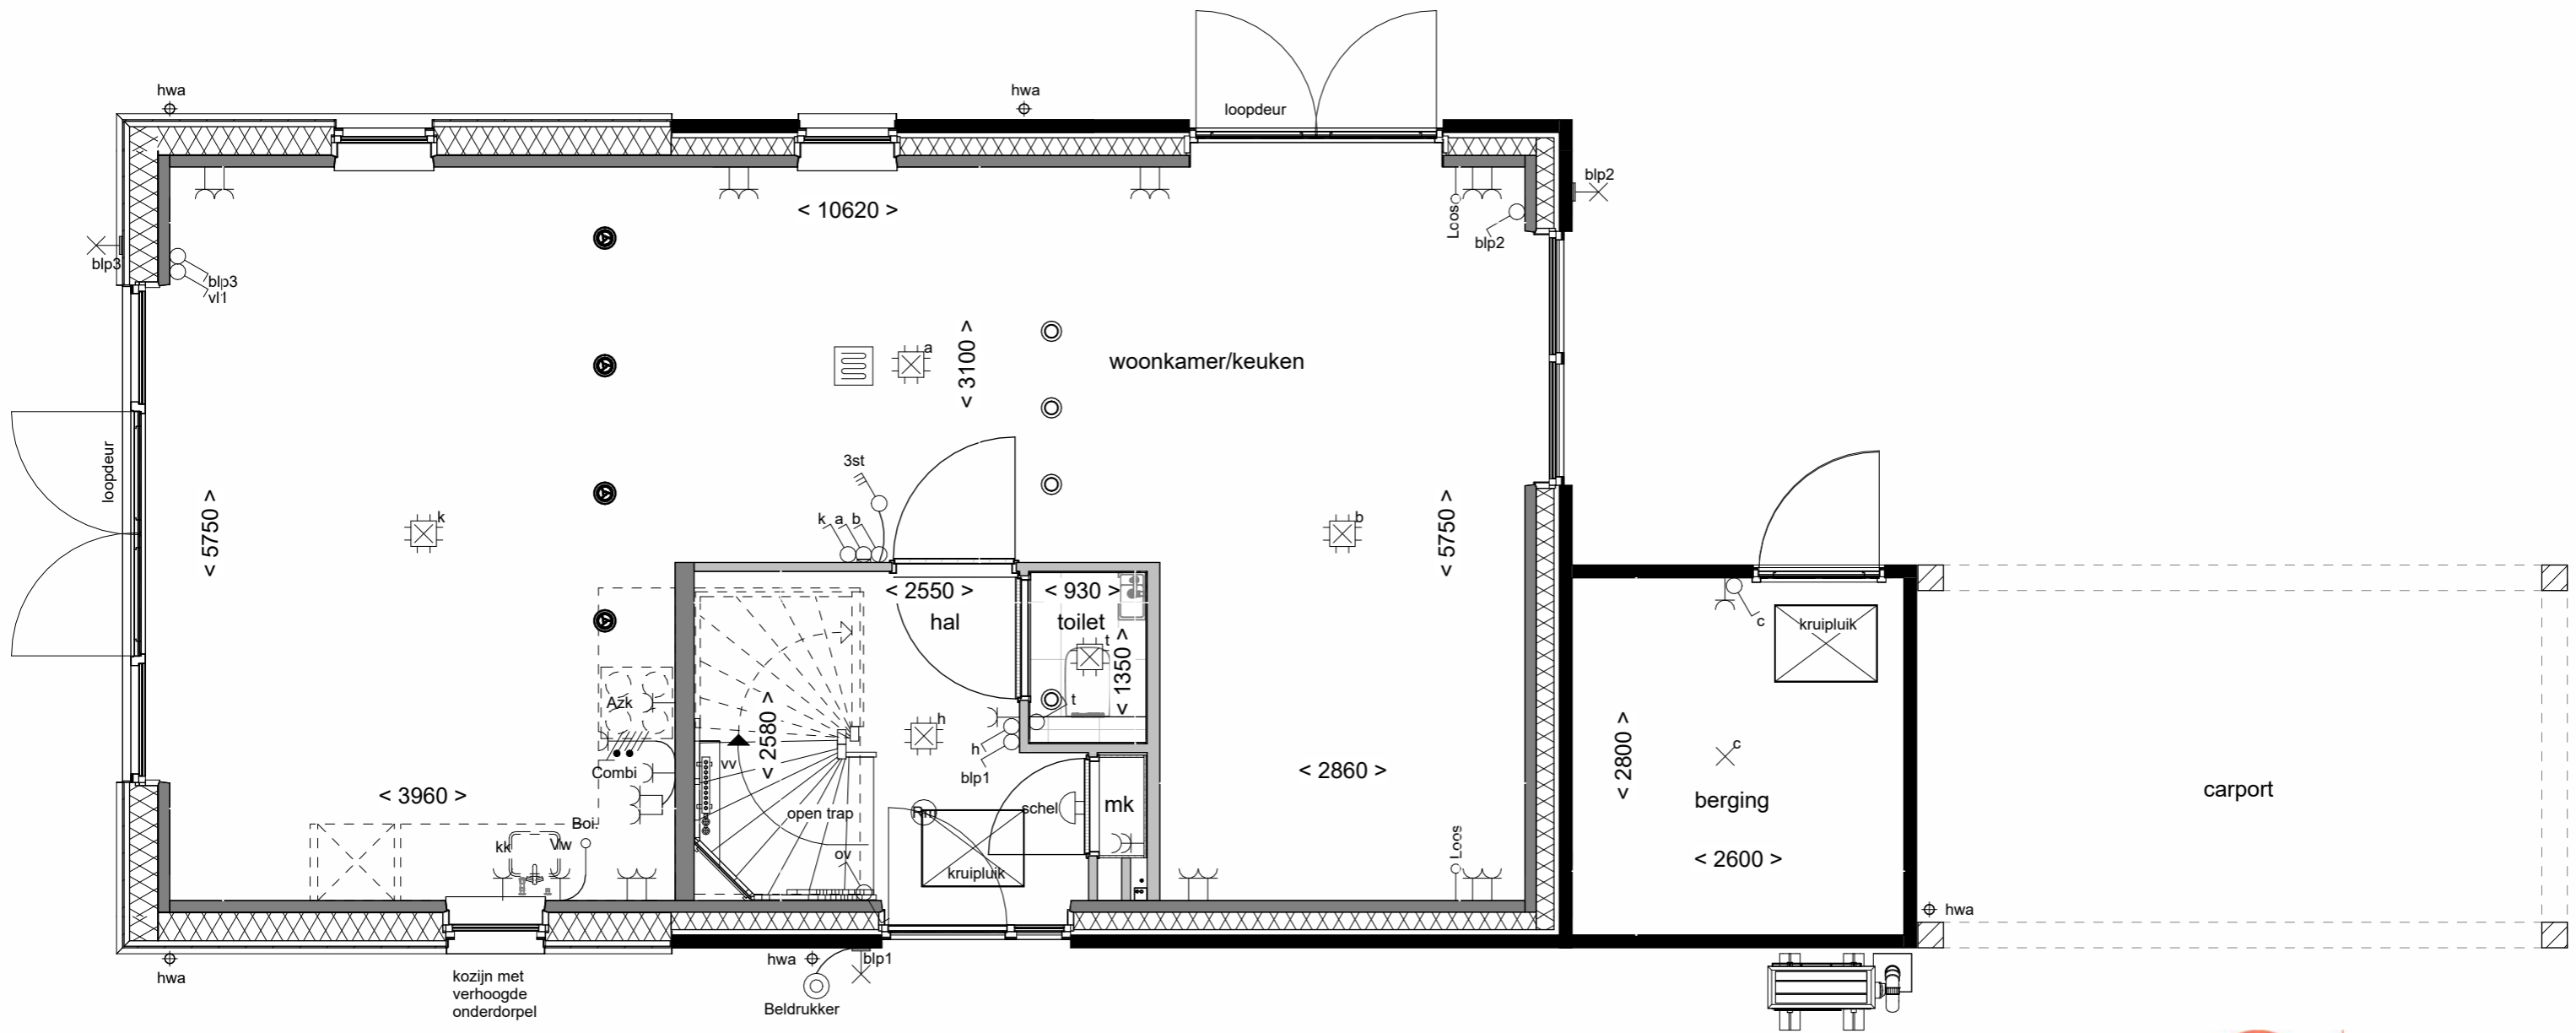 hwa
hwa
loopdeur
blp2
< 10620 >
Loos
blp2
blp3
blp3
vl1
a
< 3100 >
woonkamer/keuken
loopdeur
3st
k a b
k
b
< 5750 >
< 5750 >
< 2550 >
hal
< 930 >
toilet
t
< 1350 >
t
c
kruipluik
Azk
h
h
blp1
< 2580 >
vv
Combi
< 3960 >
open trap
Rm
schel
mk
< 2860 >
< 2800 >
c
berging
carport
< 2600 >
Boi.
kk
Vw
ov
kruipluik
Loos
hwa
hwa
hwa
blp1
kozijn met
verhoogde
onderdorpel
Beldrukker